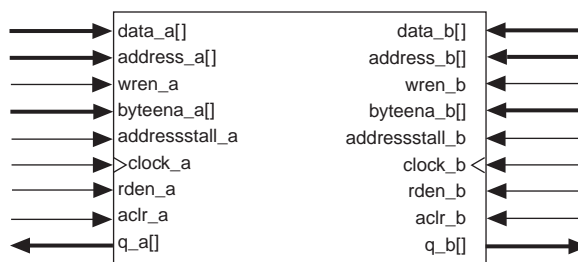 data_a[] data_b[]
address_a[] address_b[]
wren_a wren_b
byteena_a[] byteena_b[]
addressstall_a addressstall_b
clock_a clock_b
rden_a rden_b
aclr_a aclr_b
q_a[] q_b[]